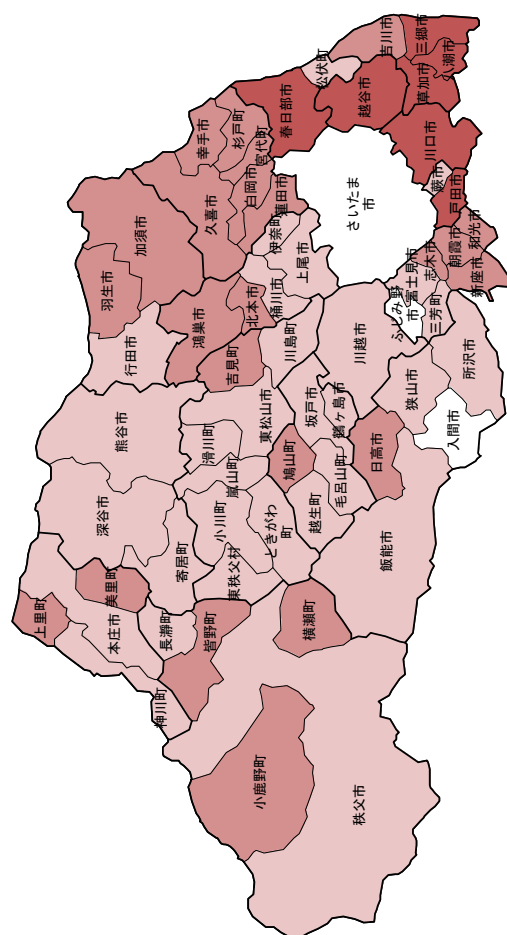 吉川市
三郷市
八潮市
松伏町
草加市
越谷市
春日部市
川口市
幸手市
杉戸町
宮代町
蕨市
戸田市
さいたま
市
白岡市
久喜市
蓮田市
加須市
伊奈町
上尾市
和光市
朝霞市
志木市
新座市
富士見市
羽生市
北本市
桶川市
鴻巣市
ふじみ野
市
三芳町
川島町
川越市
行田市
吉見町
所沢市
狭山市
東松山市
坂戸市
鶴ヶ島市
入間市
熊谷市
滑川町
鳩山町
日高市
嵐山町
毛呂山町
越生町
小川町
ときがわ
町
深谷市
飯能市
寄居町
東秩父村
美里町
横瀬町
上里町
本庄市
長瀞町
皆野町
神川町
小鹿野町
秩父市